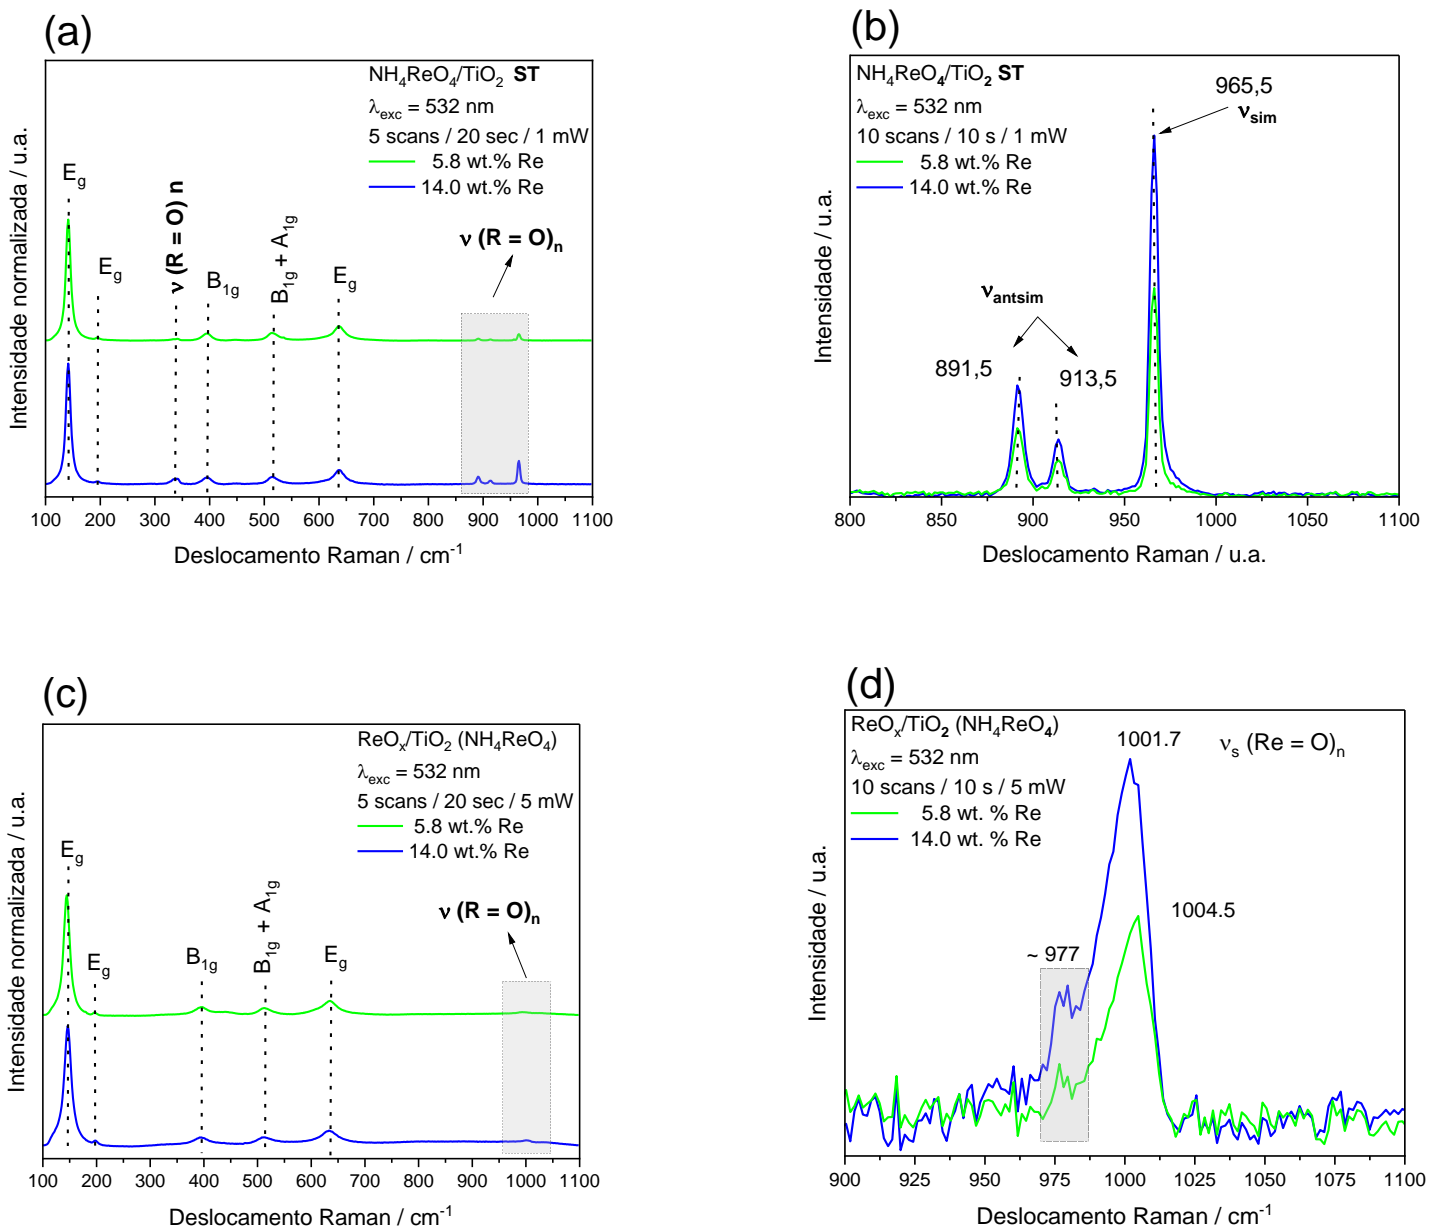 (a)
NH₄ReO₄/TiO₂ ST
λexc = 532 nm
5 scans / 20 sec / 1 mW
5.8 wt.% Re
14.0 wt.% Re
Eg
Eg
ν (R = O) n
B1g
B1g + A1g
Eg
ν (R = O)n
Intensidade normalizada / u.a.
100 200 300 400 500 600 700 800 900 1000 1100
Deslocamento Raman / cm⁻¹
(b)
NH₄ReO₄/TiO₂ ST
λexc = 532 nm
10 scans / 10 s / 1 mW
5.8 wt.% Re
14.0 wt.% Re
965,5
νsim
νantsim
891,5
913,5
Intensidade / u.a.
800 850 900 950 1000 1050 1100
Deslocamento Raman / u.a.
(c)
ReOₓ/TiO₂ (NH₄ReO₄)
λexc = 532 nm
5 scans / 20 sec / 5 mW
5.8 wt.% Re
14.0 wt.% Re
Eg
Eg
B1g
B1g + A1g
Eg
ν (R = O)n
Intensidade normalizada / u.a.
100 200 300 400 500 600 700 800 900 1000 1100
Deslocamento Raman / cm⁻¹
(d)
ReOₓ/TiO₂ (NH₄ReO₄)
λexc = 532 nm
10 scans / 10 s / 5 mW
5.8 wt. % Re
14.0 wt. % Re
1001.7
νs (Re = O)n
1004.5
~ 977
Intensidade / u.a.
900 925 950 975 1000 1025 1050 1075 1100
Deslocamento Raman / cm⁻¹